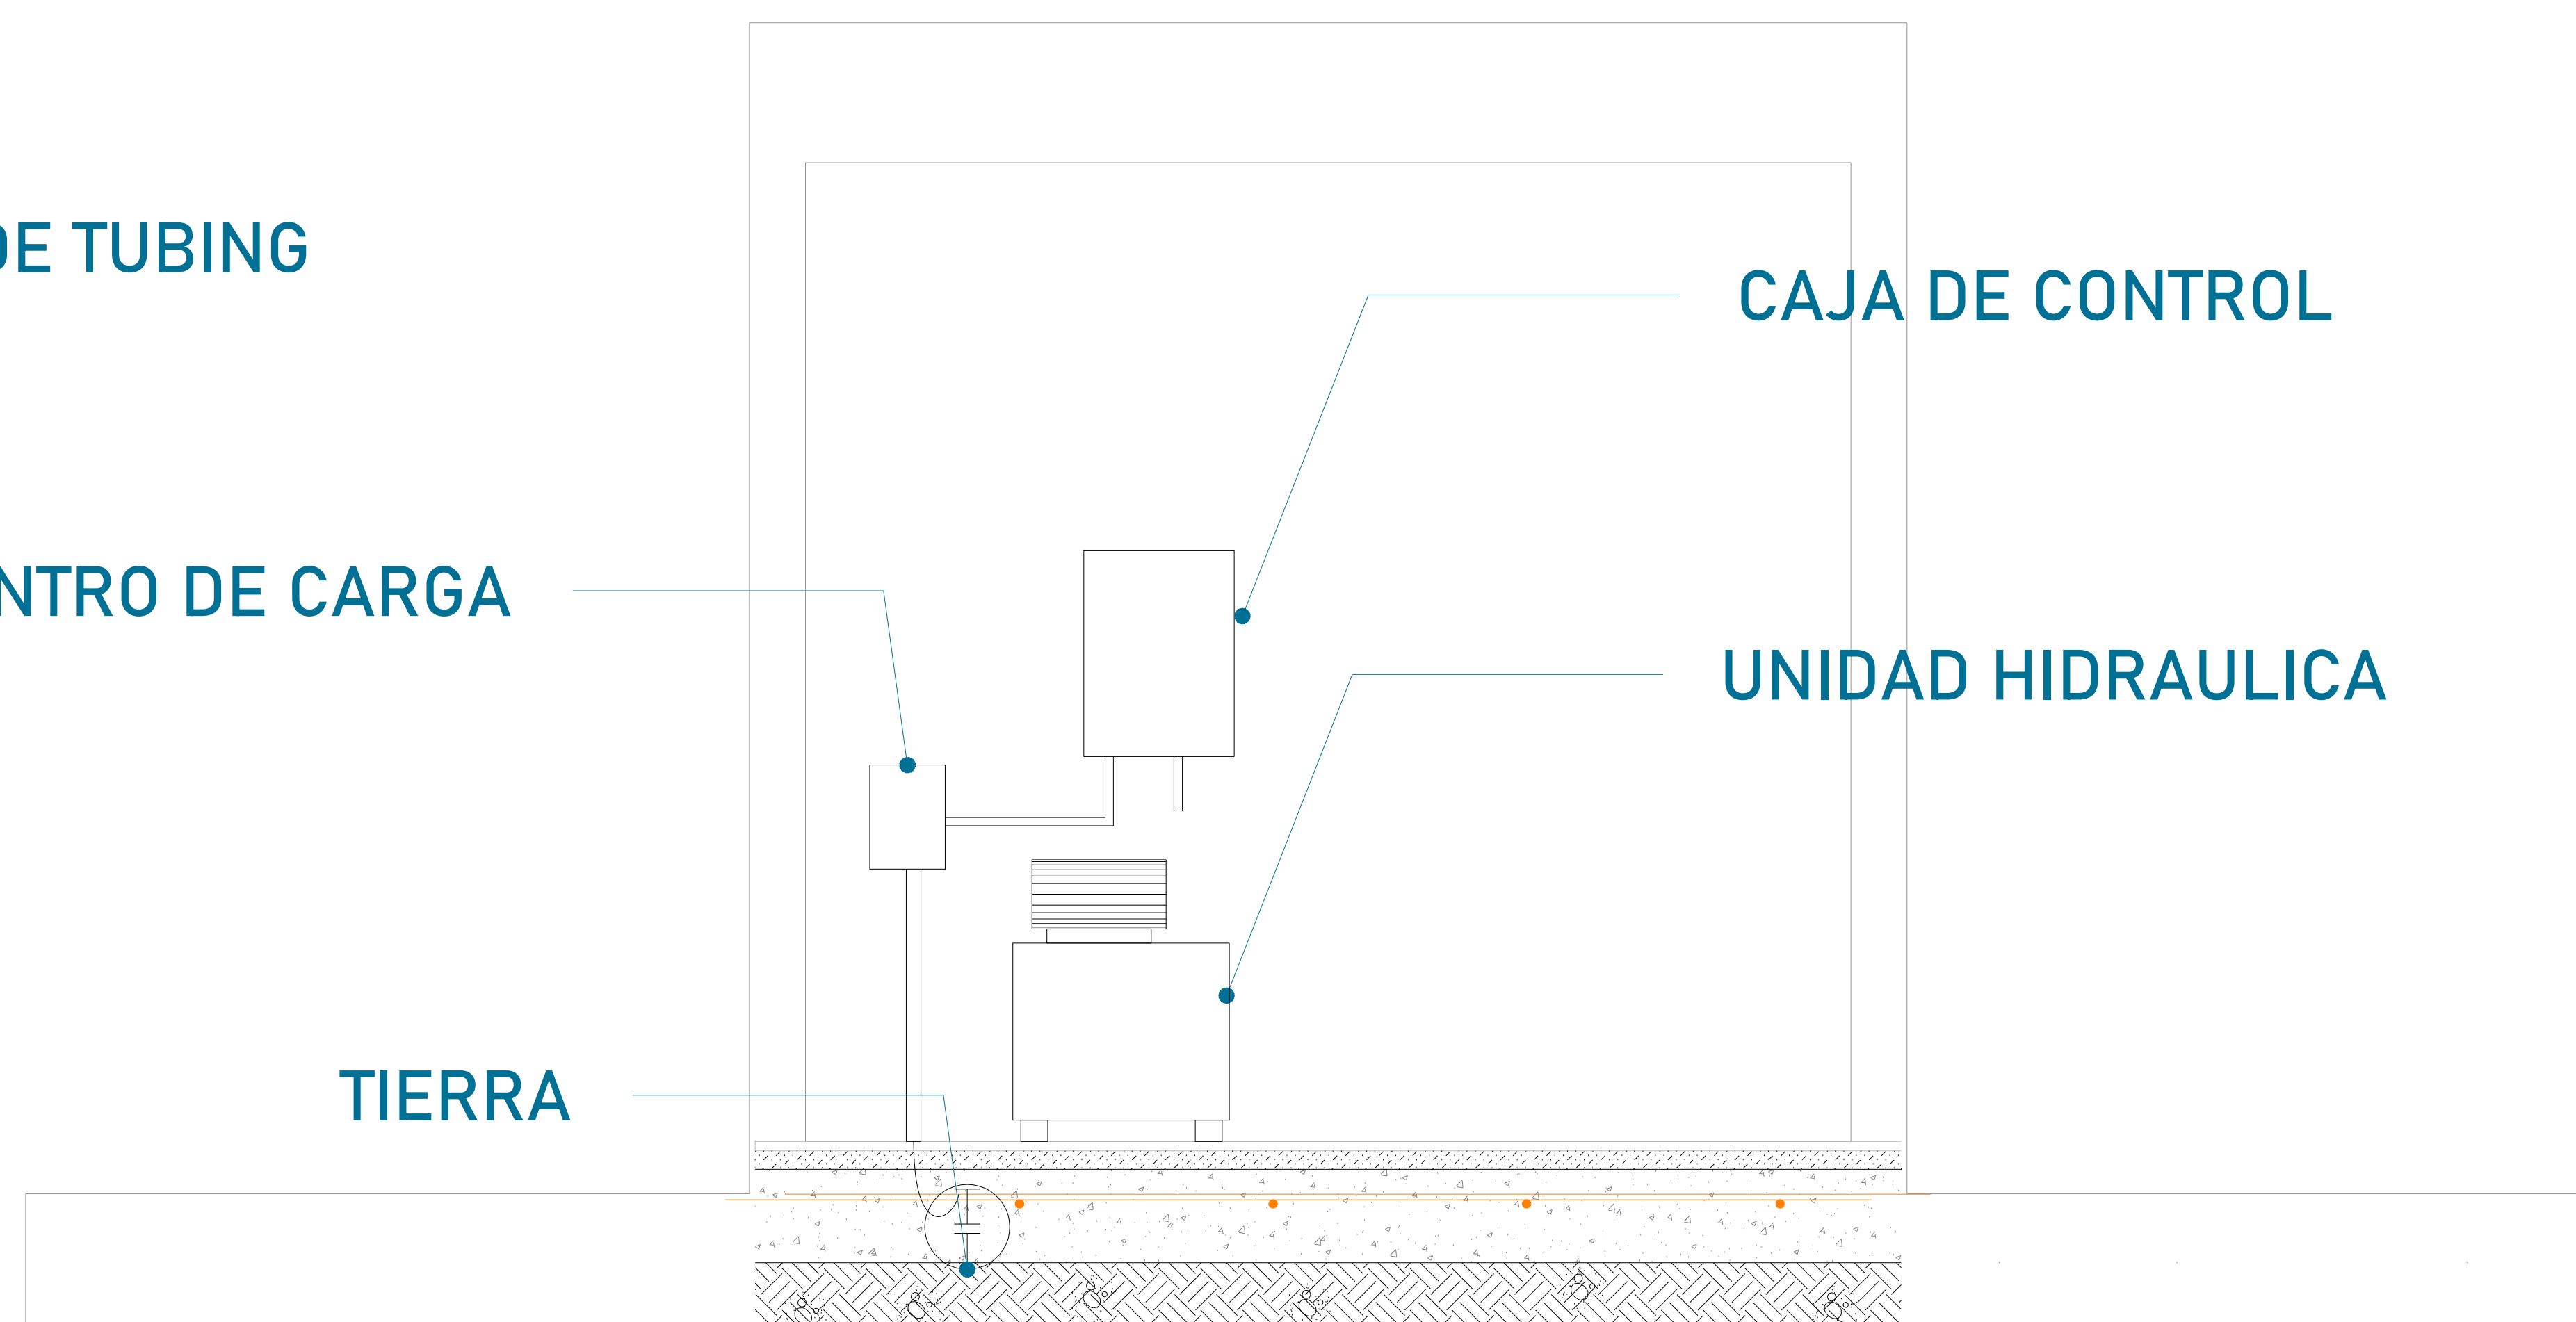 DE TUBING
CAJA DE CONTROL
NTRO DE CARGA
UNIDAD HIDRAULICA
TIERRA